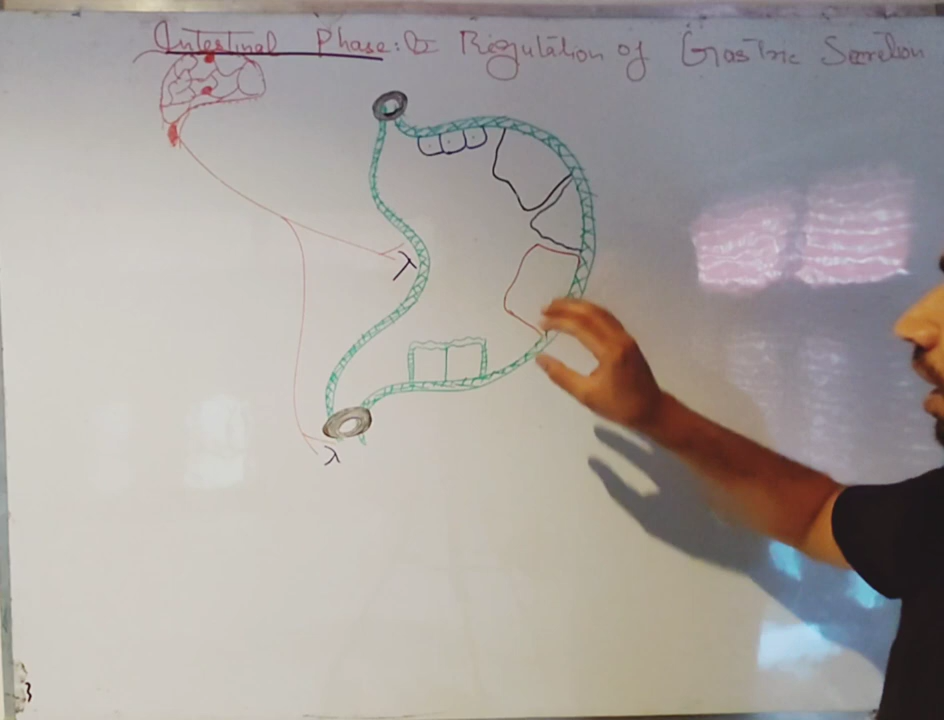 Intestinal Phase: & Regulation of Gastric Secretion
λ
λ